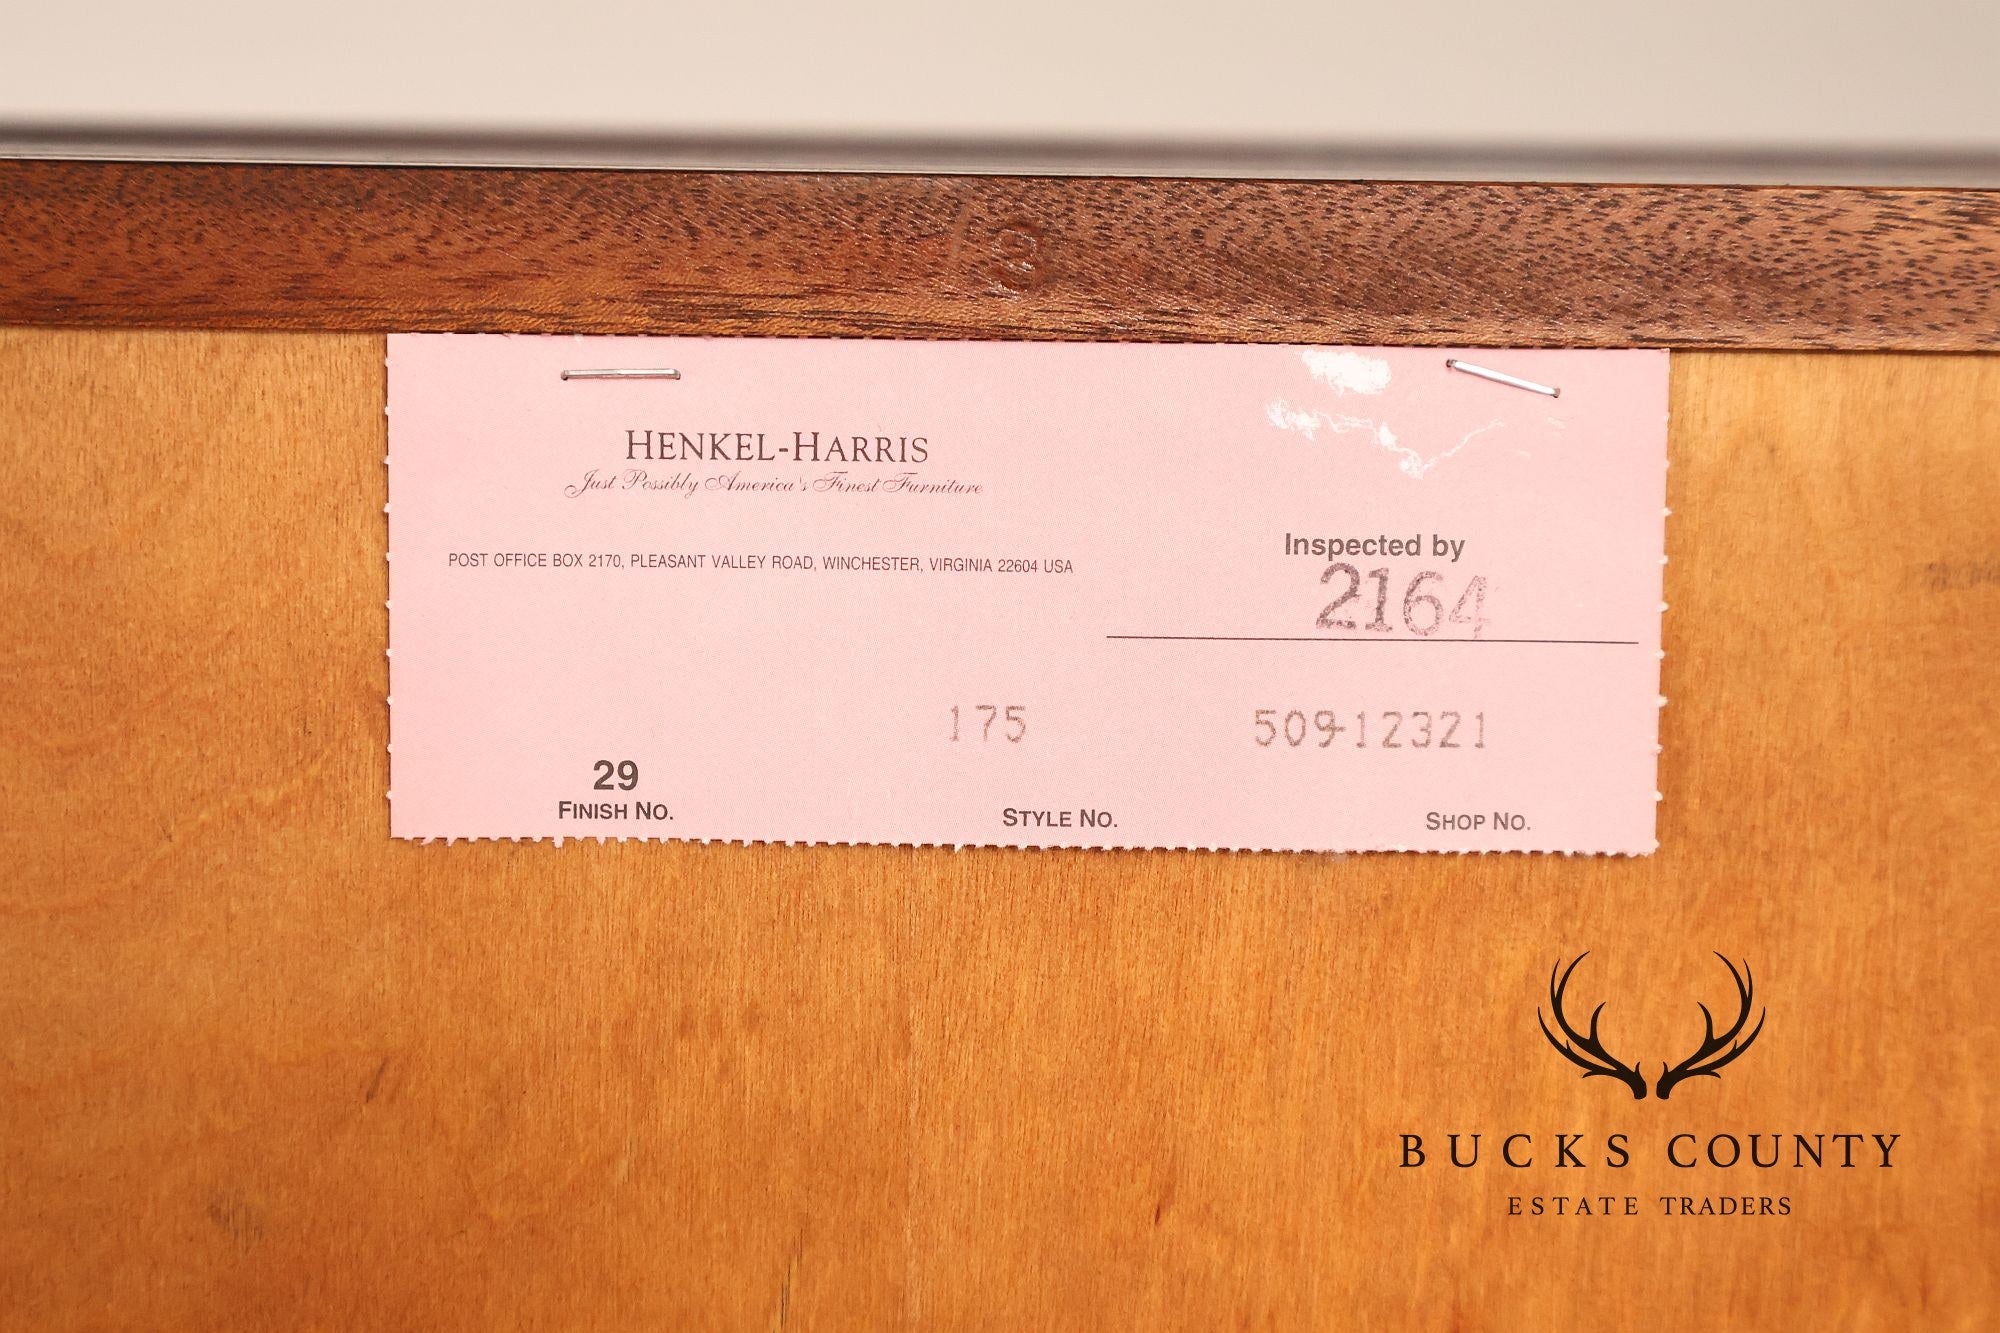 HENKEL-HARRIS
Just Possibly America's Finest Furniture
POST OFFICE BOX 2170, PLEASANT VALLEY ROAD, WINCHESTER, VIRGINIA 22604 USA
Inspected by
2164
175
509-12321
29
FINISH NO.
STYLE NO.
SHOP NO.
BUCKS COUNTY
ESTATE TRADERS